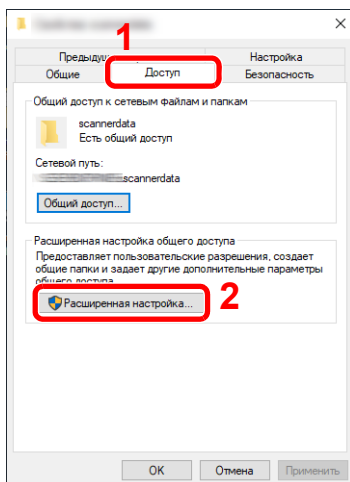 1
Настройка
Общие
Доступ
Безопасность
Общий доступ к сетевым файлам и папкам
scannerdata
Есть общий доступ
Сетевой путь:
scannerdata
Общий доступ...
Расширенная настройка общего доступа
Предоставляет пользовательские разрешения, создает
общие папки и задает другие дополнительные параметры
общего доступа.
Расширенная настройка...
2
OK
Отмена
Применить